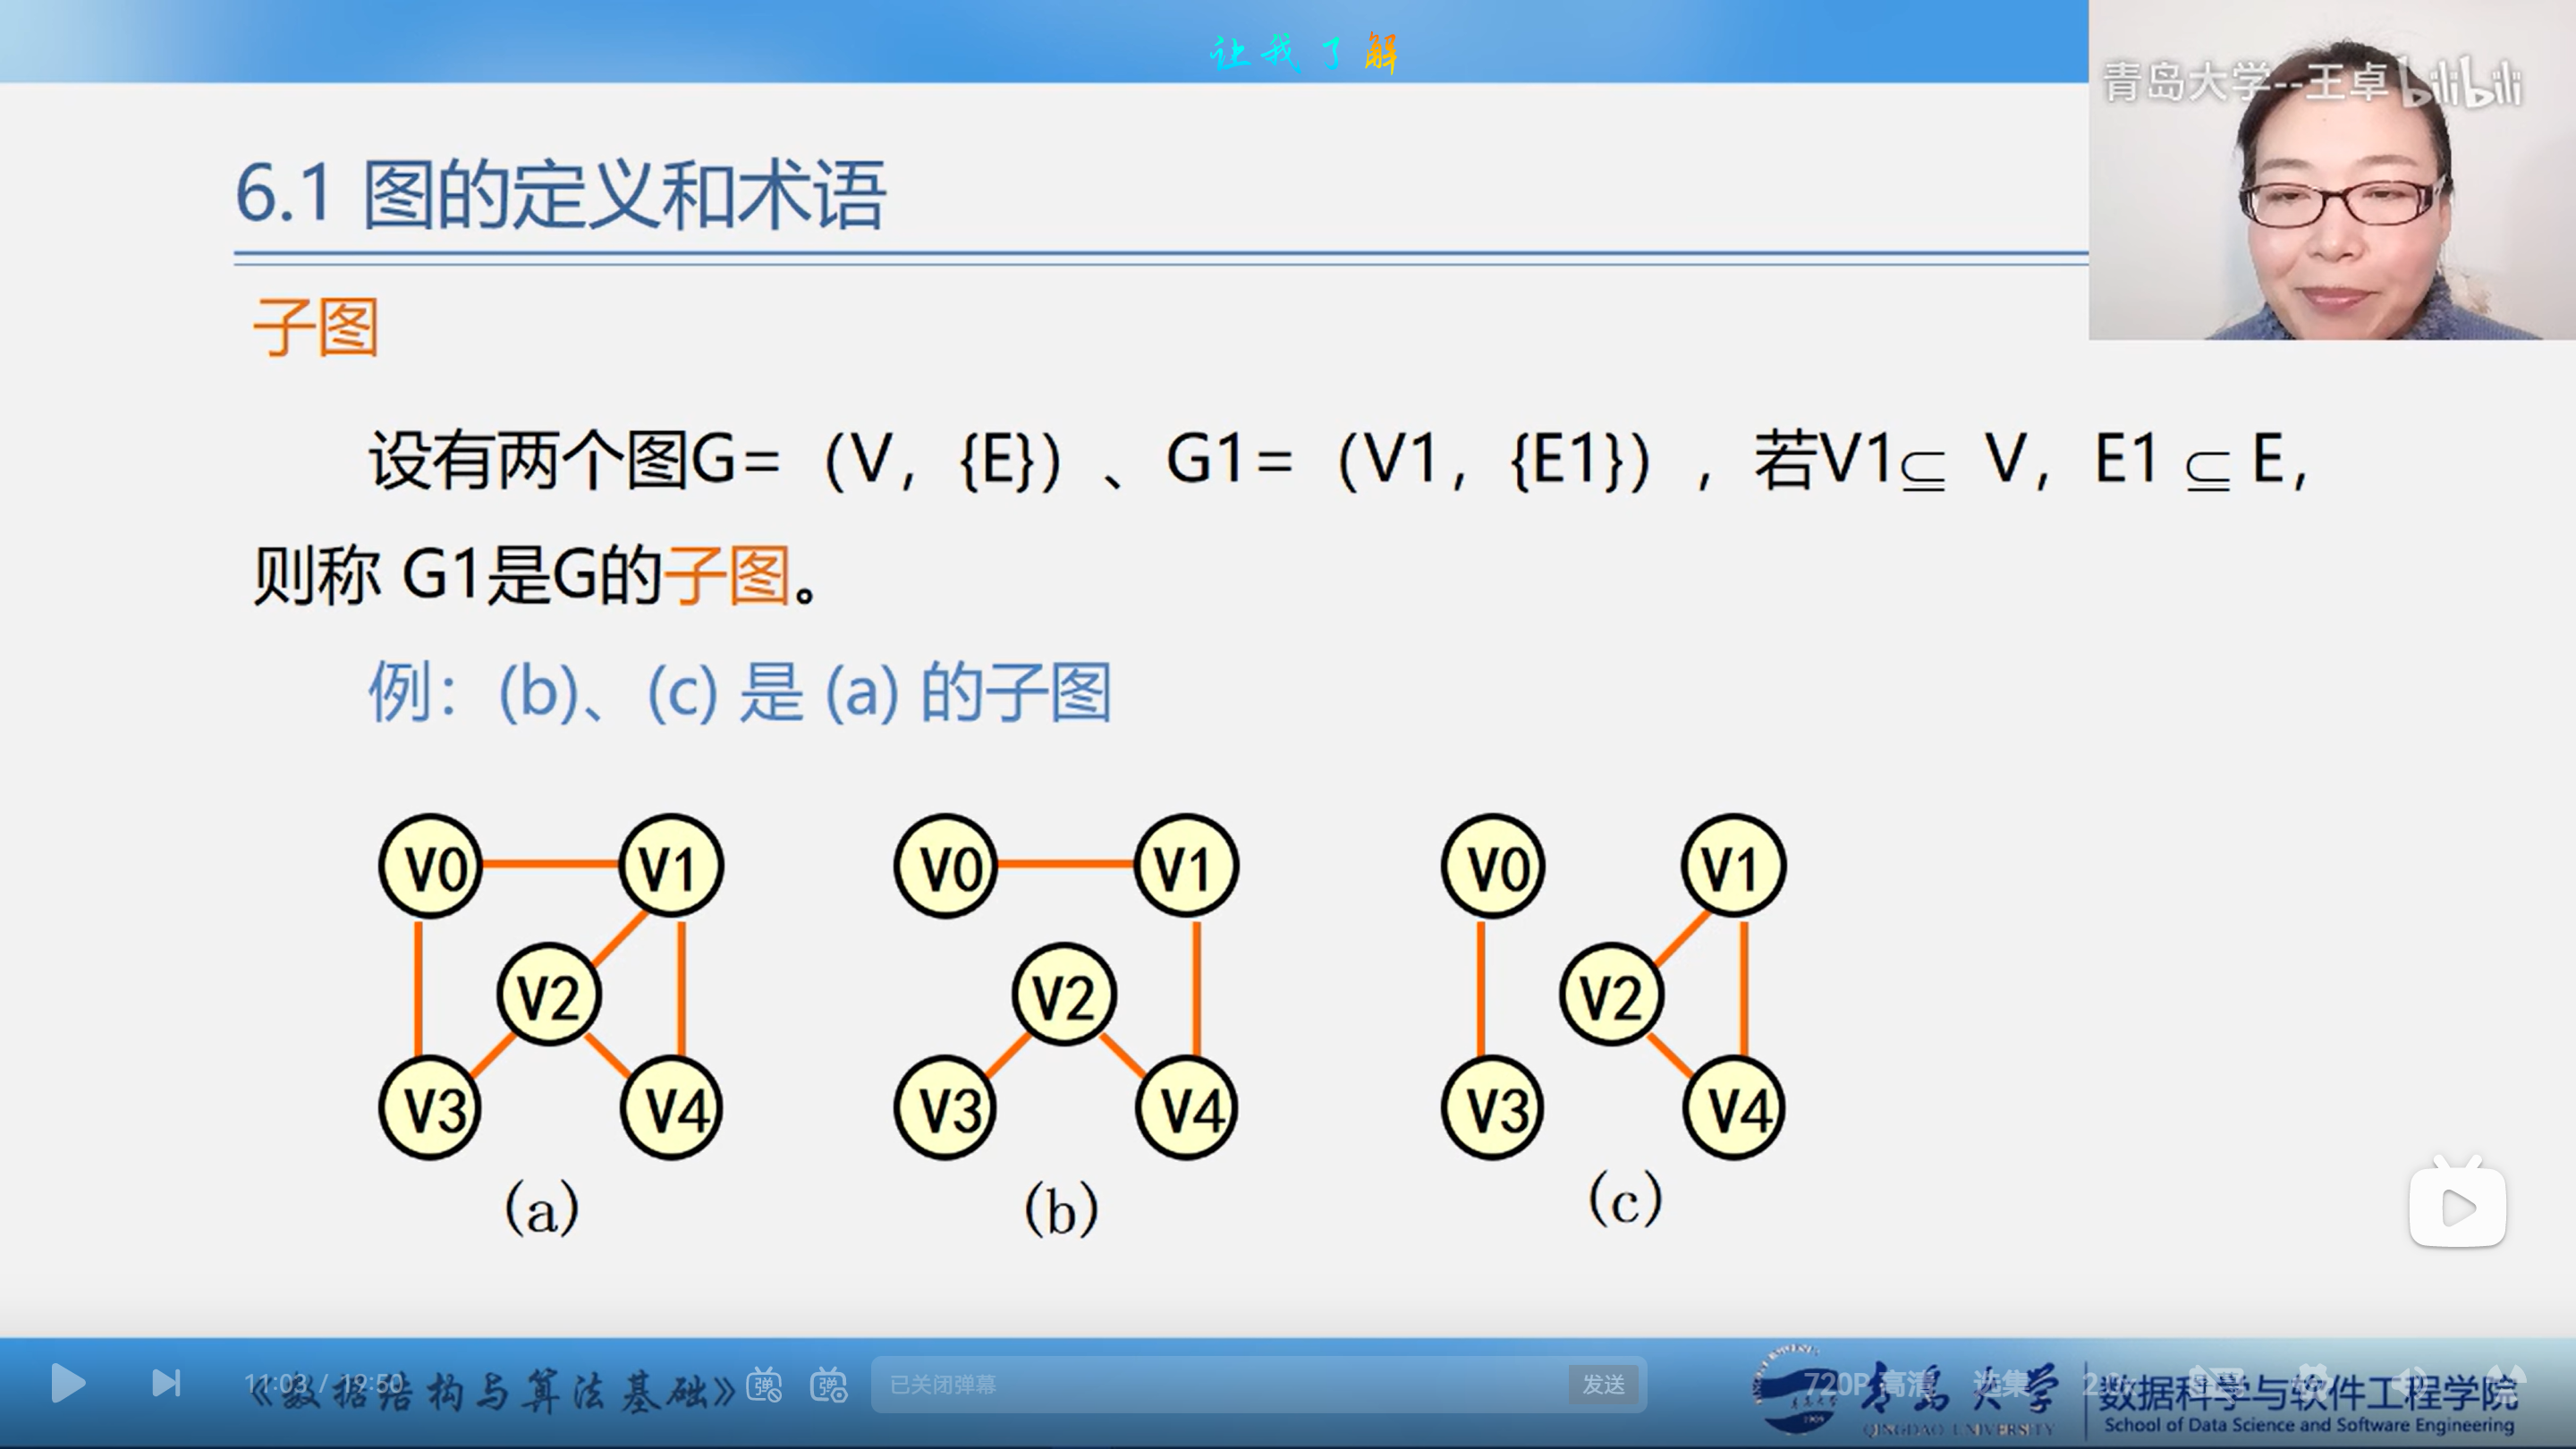 让我了解
青岛大学--王卓 bilibili
6.1 图的定义和术语
子图
设有两个图G=（V，{E}）、G1=（V1，{E1}），若V1⊆ V，E1 ⊆ E，
则称 G1是G的子图。
例：(b)、(c) 是 (a) 的子图
V0 V1 V0 V1 V0 V1
V2 V2 V2
V3 V4 V3 V4 V3 V4
(a) (b) (c)
11:03 / 19:50
《数据结构与算法基础》
弹 弹
已关闭弹幕
发送
720P 高清
选集
青岛大学
QINGDAO UNIVERSITY
数据科学与软件工程学院
School of Data Science and Software Engineering